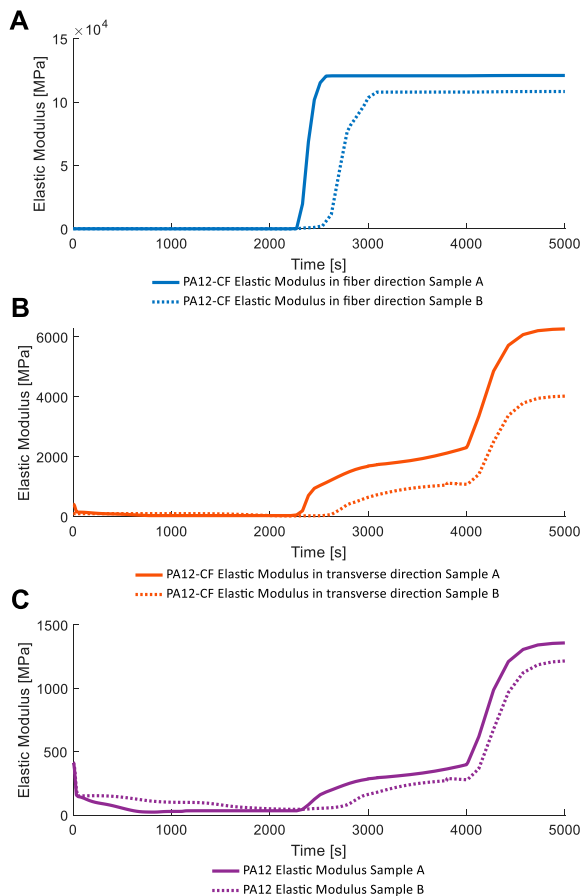 A
×10⁴
Elastic Modulus [MPa]
15
10
5
0
0 1000 2000 3000 4000 5000
Time [s]
PA12-CF Elastic Modulus in fiber direction Sample A
PA12-CF Elastic Modulus in fiber direction Sample B
B
Elastic Modulus [MPa]
6000
4000
2000
0
0 1000 2000 3000 4000 5000
Time [s]
PA12-CF Elastic Modulus in transverse direction Sample A
PA12-CF Elastic Modulus in transverse direction Sample B
C
Elastic Modulus [MPa]
1500
1000
500
0
0 1000 2000 3000 4000 5000
Time [s]
PA12 Elastic Modulus Sample A
PA12 Elastic Modulus Sample B